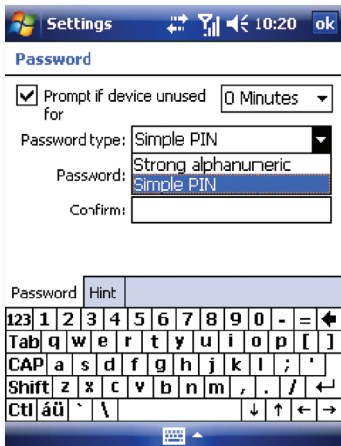 Settings 10:20 ok
Password
Prompt if device unused for 0 Minutes
Password type: Simple PIN
Strong alphanumeric
Password: Simple PIN
Confirm:
Password Hint
123 1 2 3 4 5 6 7 8 9 0 - =
Tab q w e r t y u i o p [ ]
CAP a s d f g h j k l ; '
Shift z x c v b n m , . /
Ctl áü ` \